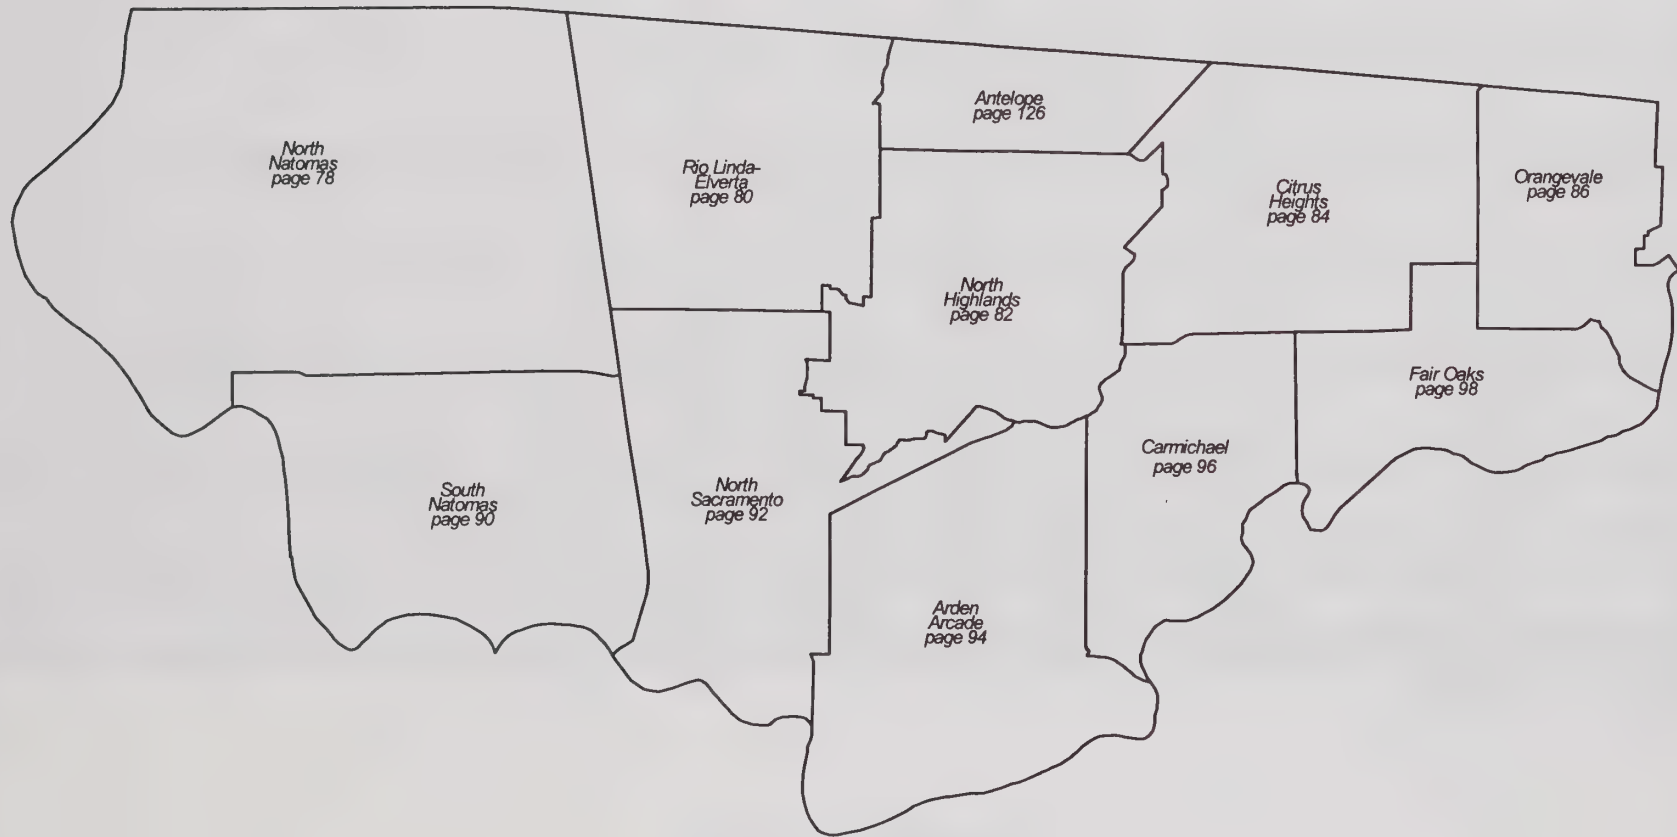 Antelope
page 126
North
Natomas
page 78
Rio Linda-
Elverta
page 80
Citrus
Heights
page 84
Orangevale
page 86
North
Highlands
page 82
Fair Oaks
page 98
Carmichael
page 96
South
Natomas
page 90
North
Sacramento
page 92
Arden
Arcade
page 94